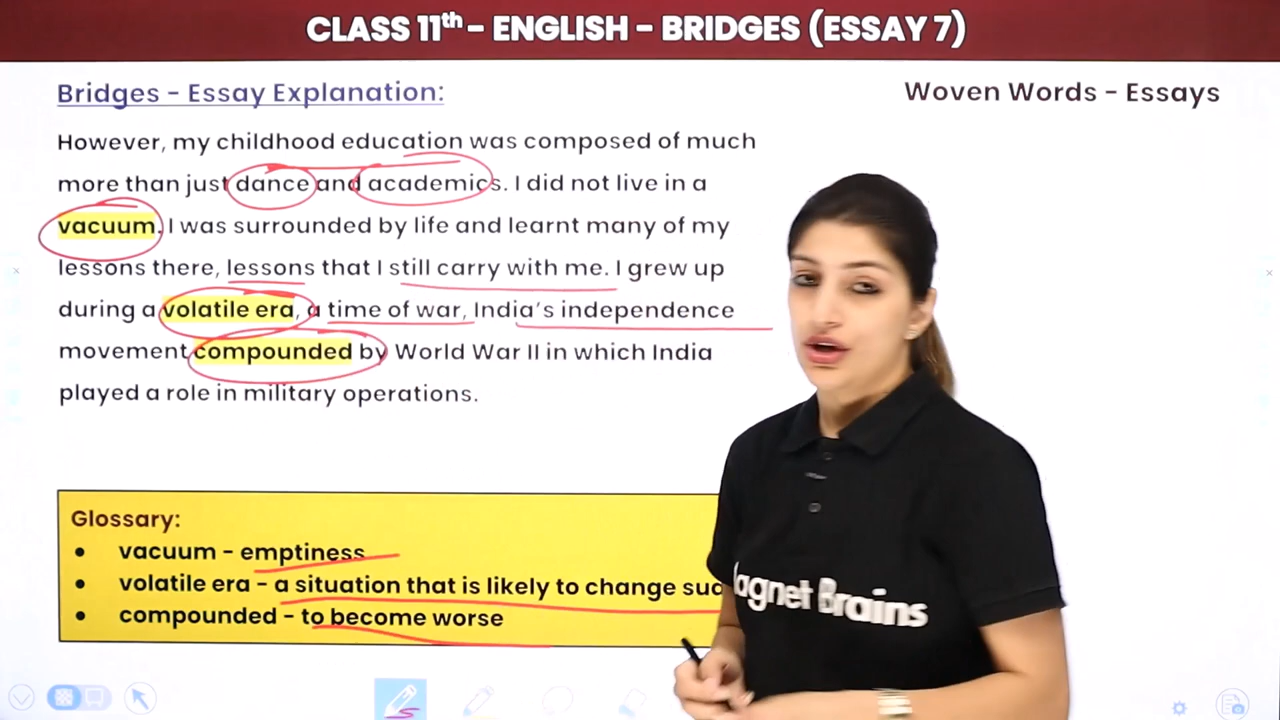 CLASS 11th - ENGLISH - BRIDGES (ESSAY 7)
Bridges - Essay Explanation:
Woven Words - Essays
However, my childhood education was composed of much
more than just dance and academics. I did not live in a
vacuum. I was surrounded by life and learnt many of my
lessons there, lessons that I still carry with me. I grew up
during a volatile era, a time of war, India's independence
movement compounded by World War II in which India
played a role in military operations.
Glossary:
• vacuum - emptiness
• volatile era - a situation that is likely to change
• compounded - to become worse
Brains